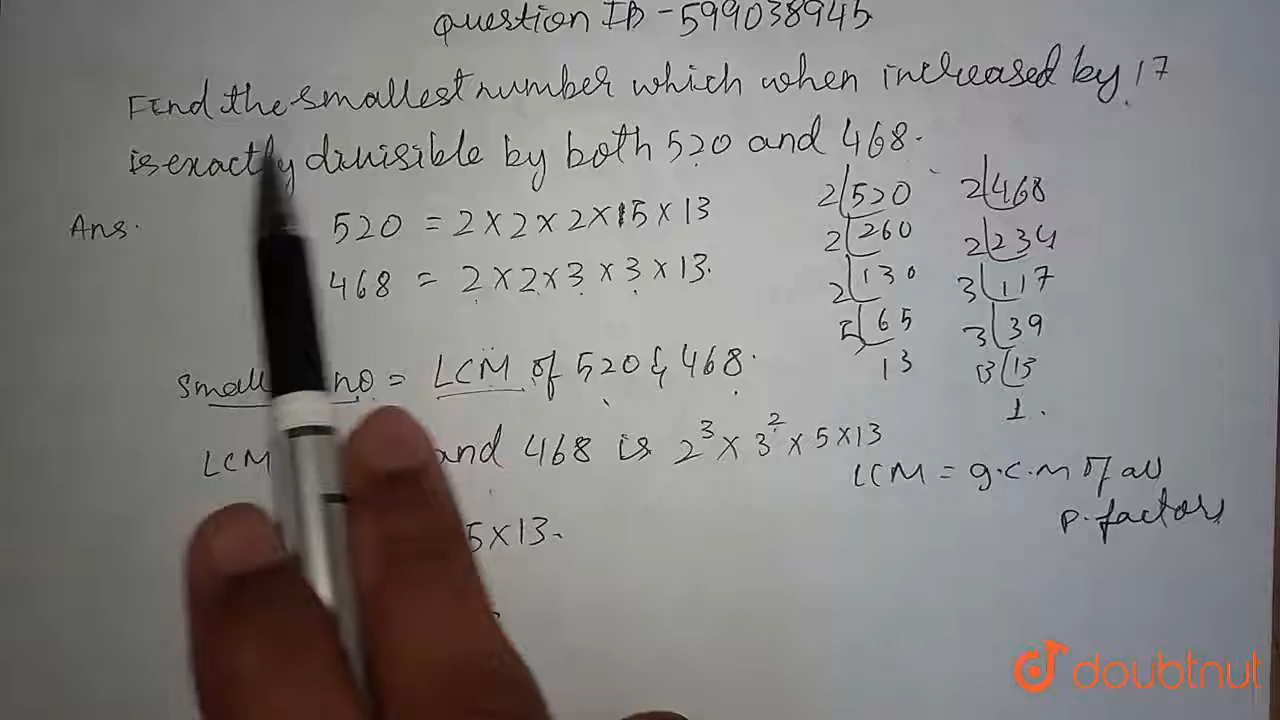 Question ID - 599038945
Find the smallest number which when increased by 17
is exactly divisible by both 520 and 468.
Ans.
520 = 2 × 2 × 2 × 5 × 13
468 = 2 × 2 × 3 × 3 × 13.
2 520
2 260
2 130
5 65
13
2 468
2 234
3 117
3 39
13 13
1.
no = LCM of 520 & 468.
LCM and 468 is 2³ × 3² × 5 × 13
5 × 13.
LCM = g.c.m of all
p. factors
doubtnut